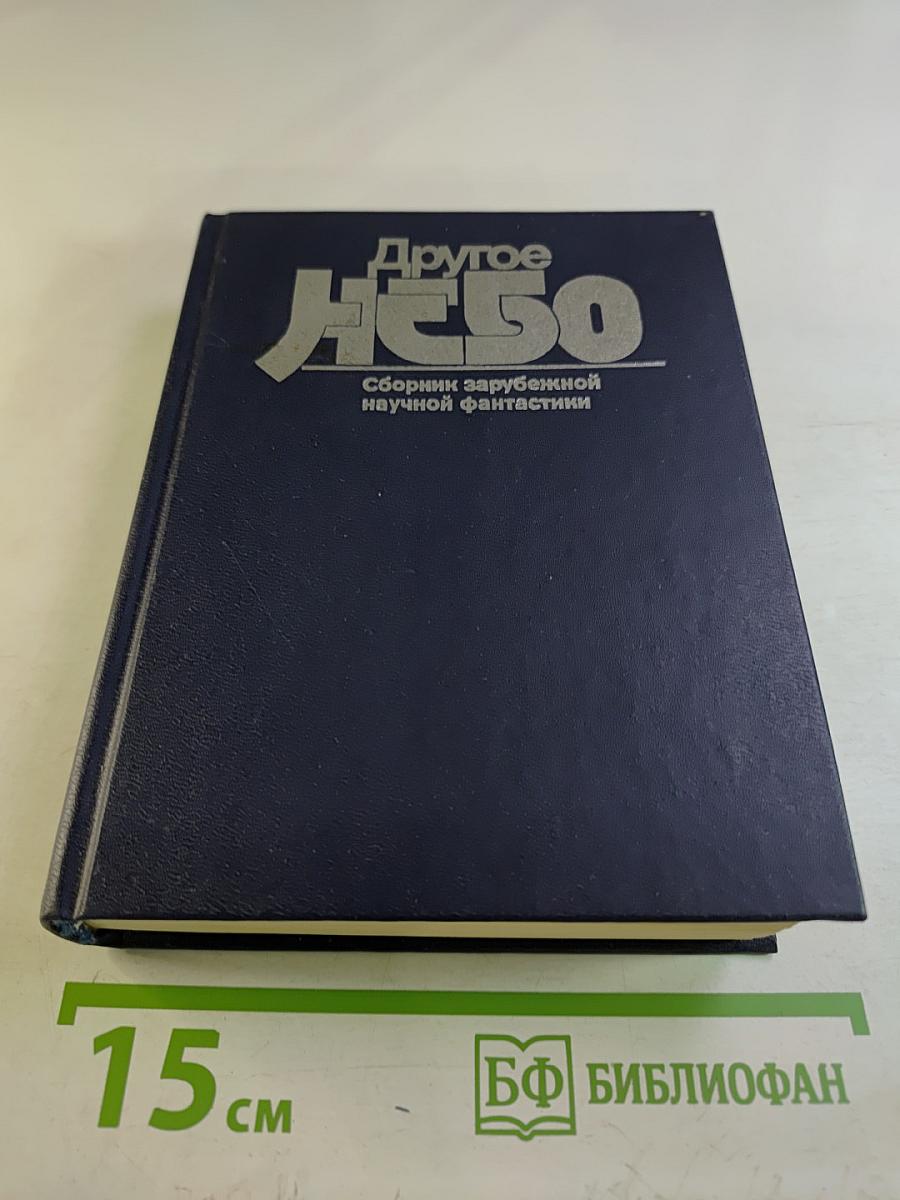 Другое
НЕБО
Сборник зарубежной
научной фантастики
15 см
БФ БИБЛИОФАН